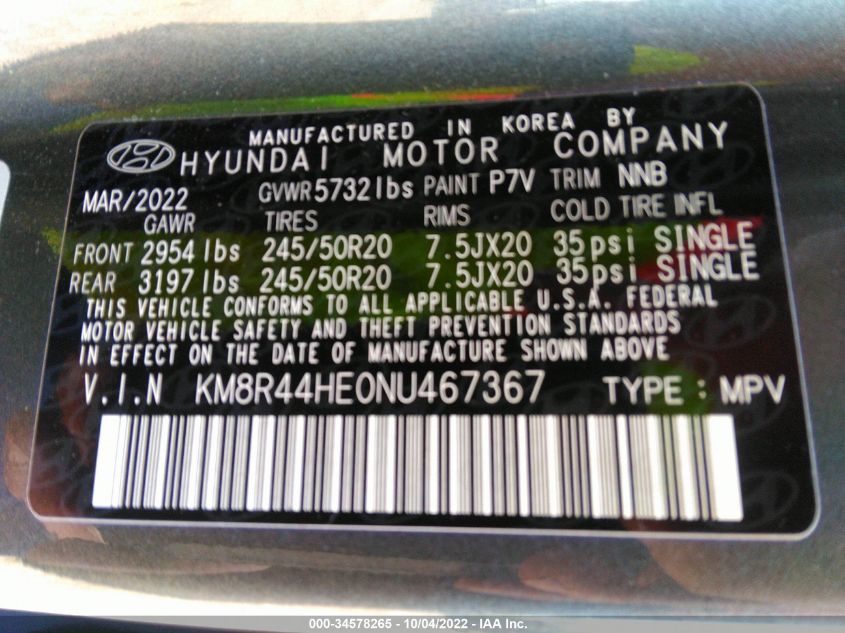 MANUFACTURED IN KOREA BY
HYUNDAI MOTOR COMPANY
MAR/2022 GVWR 5732 lbs PAINT P7V TRIM NNB
GAWR TIRES RIMS COLD TIRE INFL
FRONT 2954 lbs 245/50R20 7.5JX20 35psi SINGLE
REAR 3197 lbs 245/50R20 7.5JX20 35psi SINGLE
THIS VEHICLE CONFORMS TO ALL APPLICABLE U.S.A. FEDERAL
MOTOR VEHICLE SAFETY AND THEFT PREVENTION STANDARDS
IN EFFECT ON THE DATE OF MANUFACTURE SHOWN ABOVE
V.I.N KM8R44HE0NU467367 TYPE : MPV
000-34578265 - 10/04/2022 - IAA Inc.